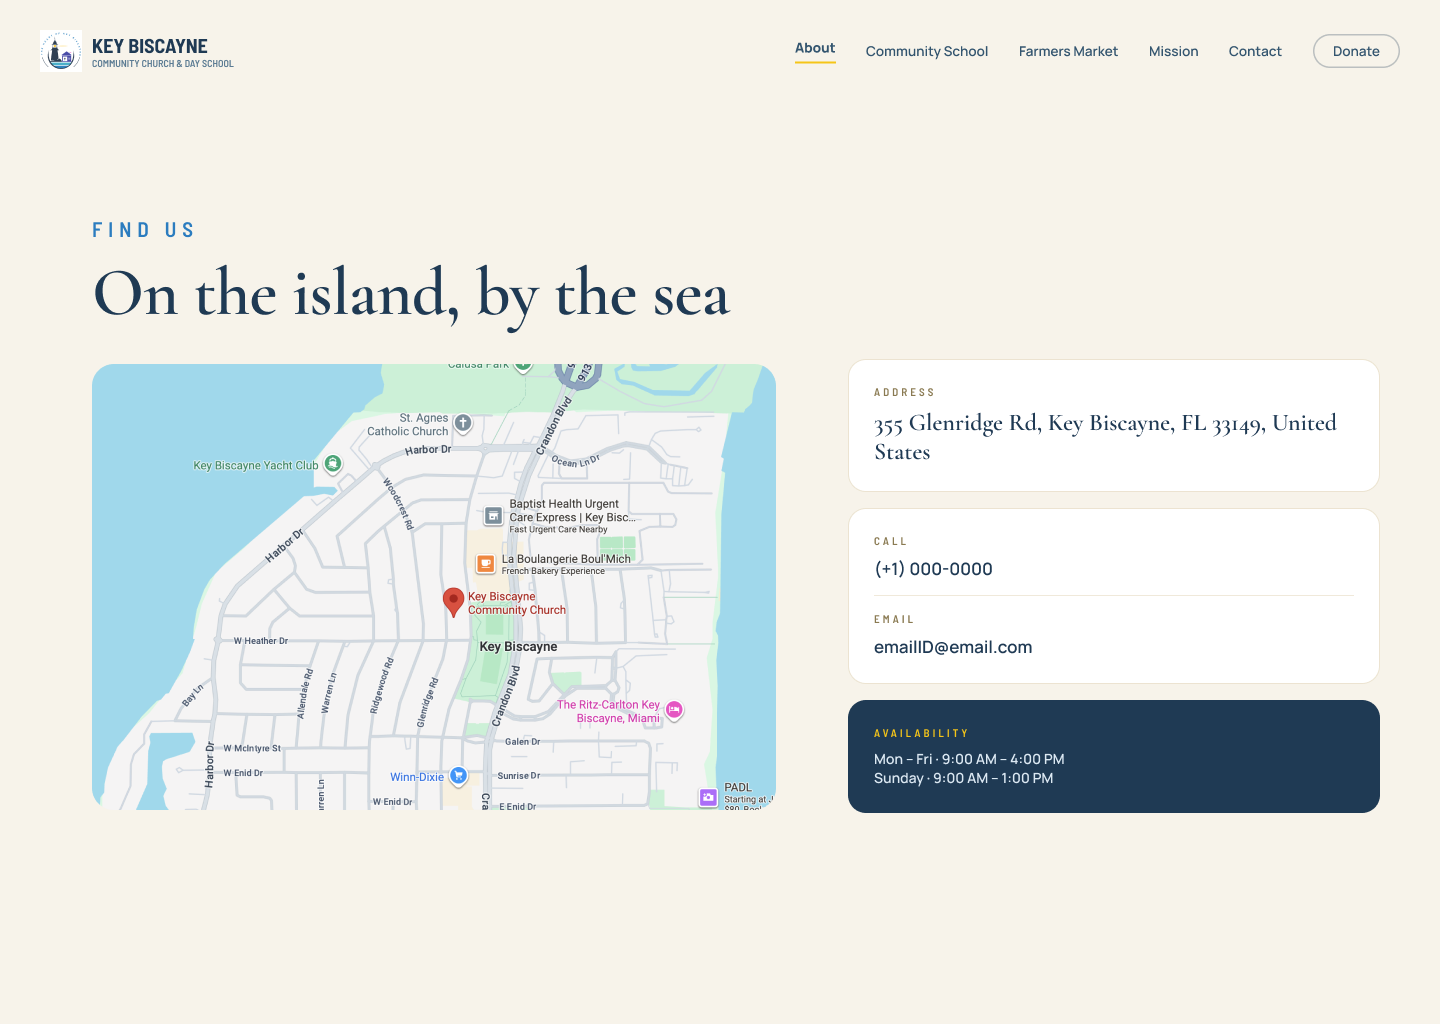 KEY BISCAYNE
COMMUNITY CHURCH & DAY SCHOOL
About
Community School
Farmers Market
Mission
Contact
Donate
FIND US
On the island, by the sea
Calusa Park
913
St. Agnes
Catholic Church
Crandon Blvd
Harbor Dr
Ocean Ln Dr
Key Biscayne Yacht Club
Woodcrest Rd
Baptist Health Urgent
Care Express | Key Bisc...
Fast Urgent Care Nearby
Harbor Dr
La Boulangerie Boul'Mich
French Bakery Experience
Key Biscayne
Community Church
W Heather Dr
Key Biscayne
Bay Ln
Allendale Rd
Warren Ln
Ridgewood Rd
Glenridge Rd
Crandon Blvd
The Ritz-Carlton Key
Biscayne, Miami
Harbor Dr
W McIntyre St
Galen Dr
W Enid Dr
Winn-Dixie
Sunrise Dr
W Enid Dr
E Enid Dr
PADL
Starting at
ADDRESS
355 Glenridge Rd, Key Biscayne, FL 33149, United
States
CALL
(+1) 000-0000
EMAIL
emailID@email.com
AVAILABILITY
Mon – Fri · 9:00 AM – 4:00 PM
Sunday · 9:00 AM – 1:00 PM